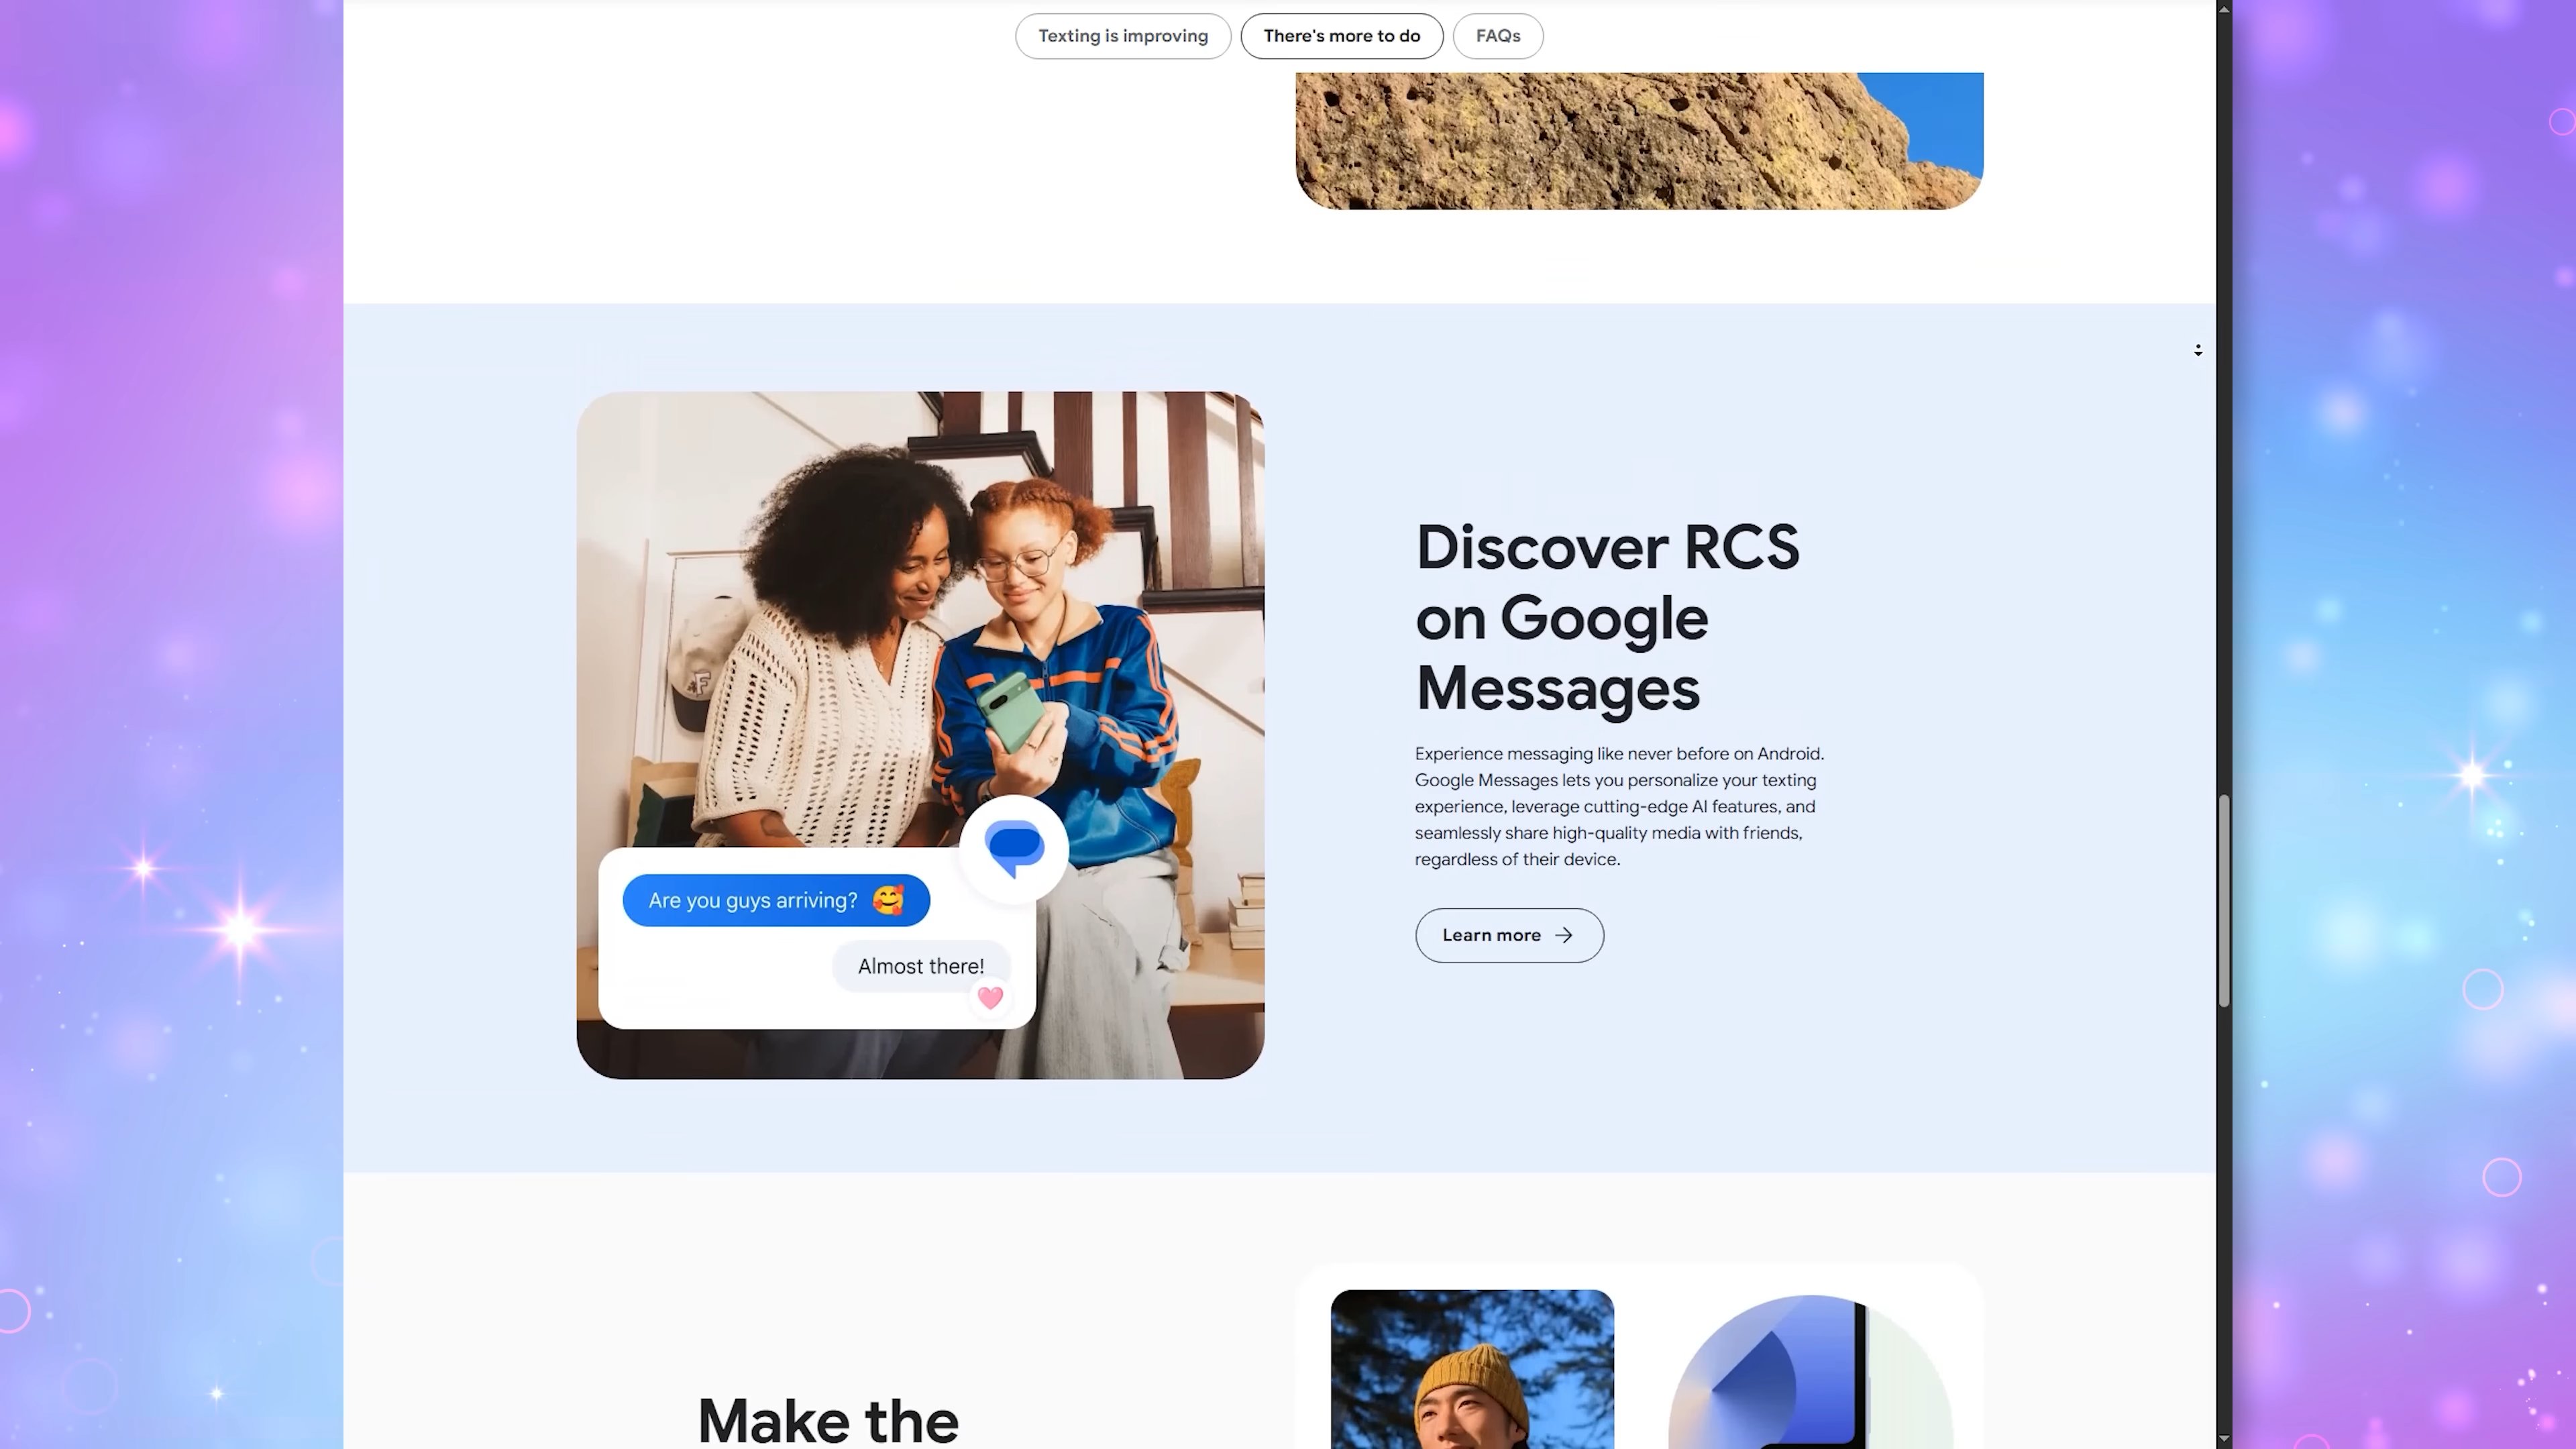 Texting is improving
There's more to do
FAQs
F
Discover RCS
on Google
Messages
Experience messaging like never before on Android.
Google Messages lets you personalize your texting
experience, leverage cutting-edge AI features, and
seamlessly share high-quality media with friends,
regardless of their device.
Learn more
Are you guys arriving? 🥰
Almost there!
Make the